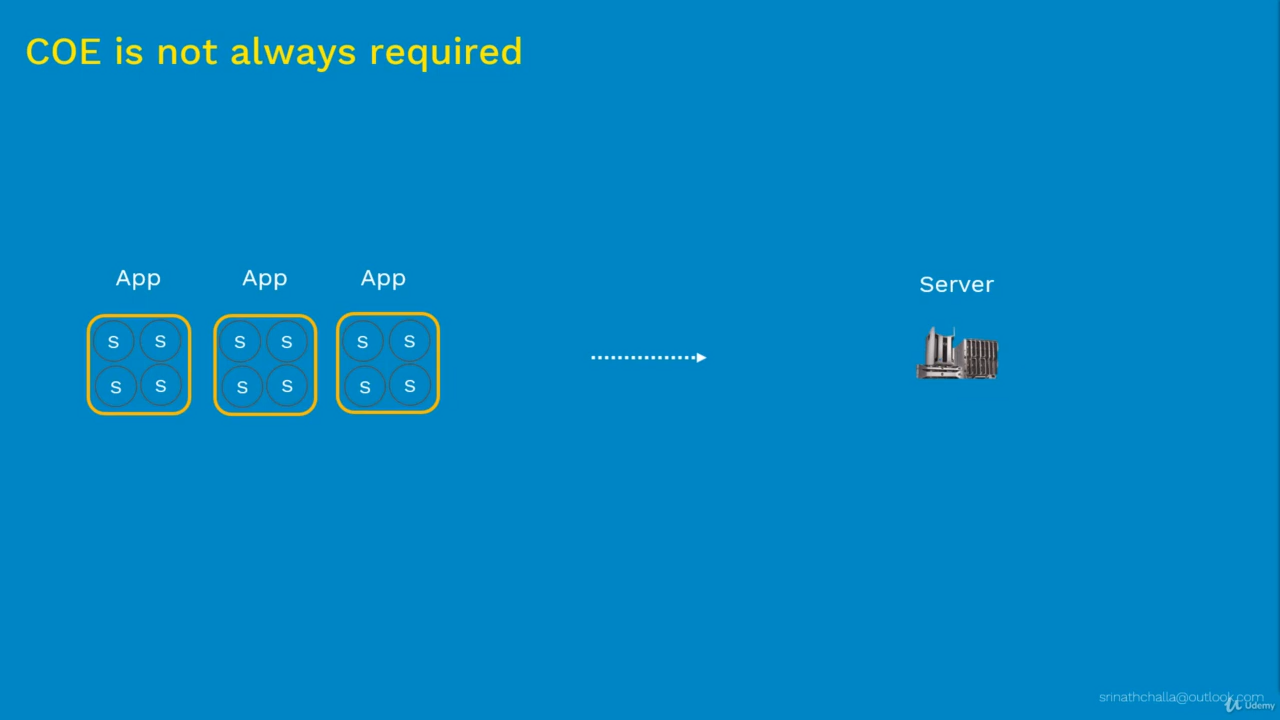 COE is not always required
App App App
Server
S S S S S S
S S S S S S
srinathchalla@outlook.com
Udemy